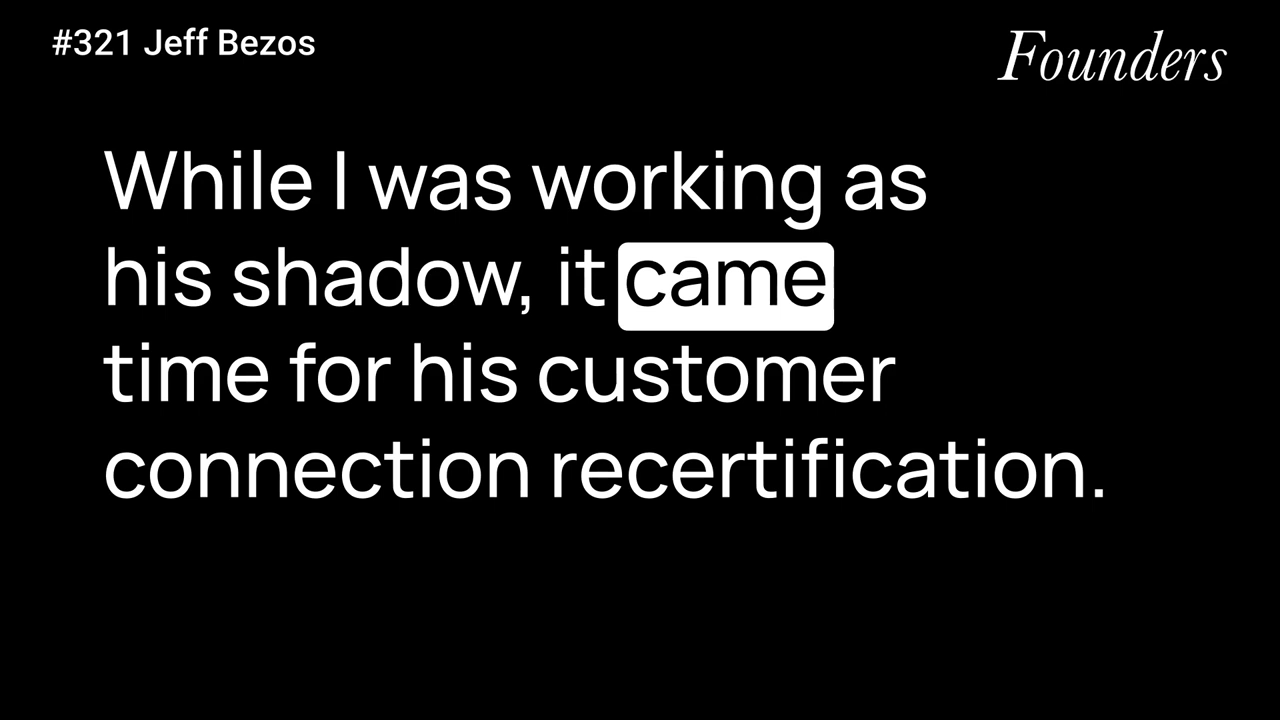 #321 Jeff Bezos
Founders
While I was working as
his shadow, it came
time for his customer
connection recertification.